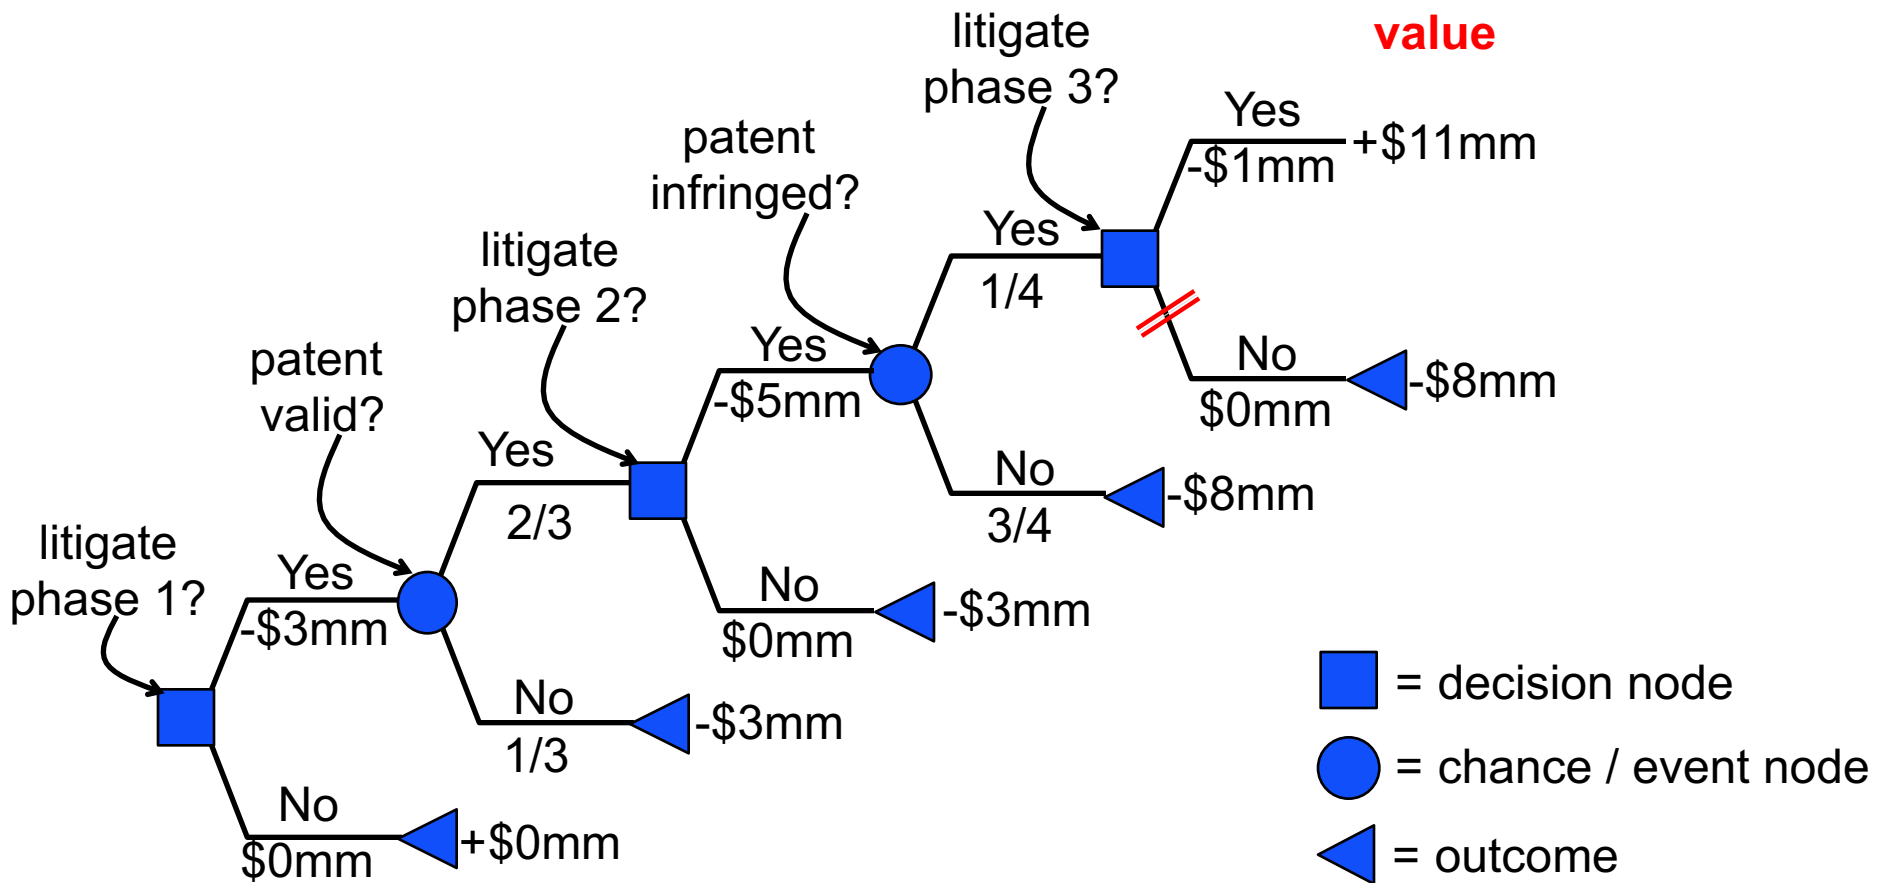 litigate
phase 3?
value
Yes
-$1mm
+$11mm
patent
infringed?
Yes
1/4
No
$0mm
-$8mm
litigate
phase 2?
Yes
-$5mm
No
3/4
-$8mm
patent
valid?
Yes
2/3
No
$0mm
-$3mm
litigate
phase 1?
Yes
-$3mm
No
1/3
-$3mm
No
$0mm
+$0mm
= decision node
= chance / event node
= outcome